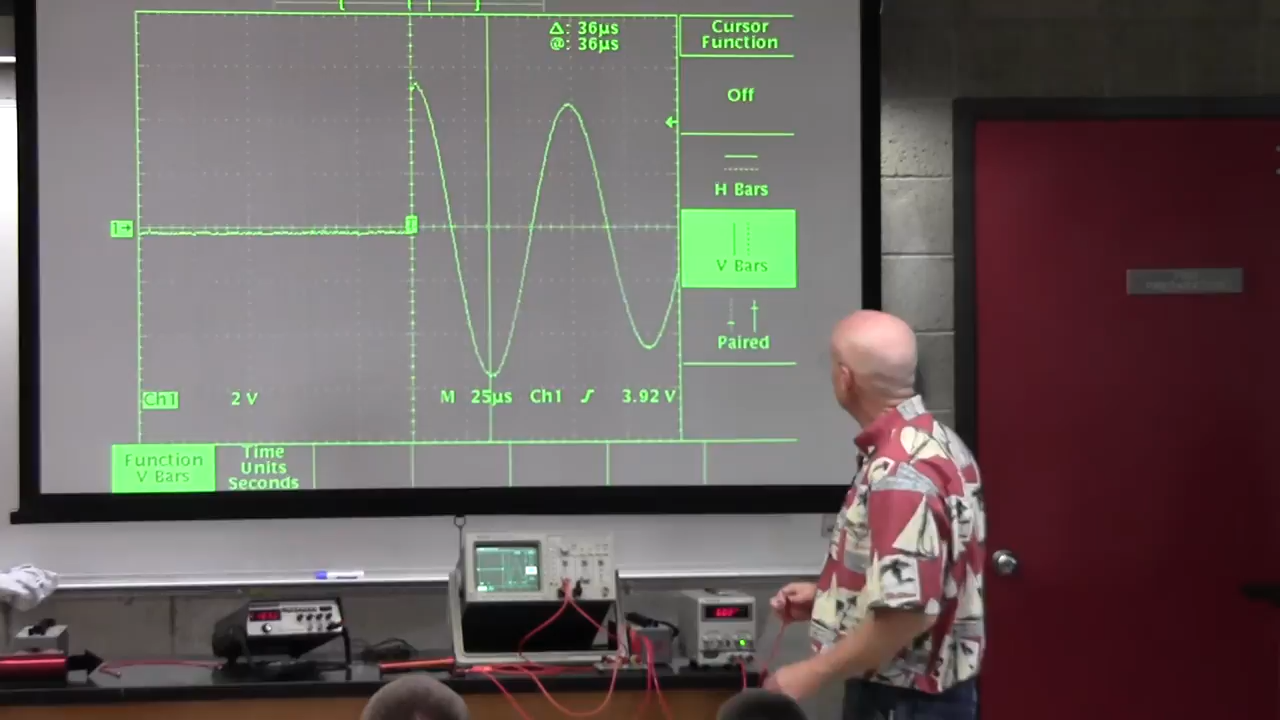 Δ: 36µs
@: 36µs
Cursor
Function
Off
H Bars
V Bars
Paired
1→
T
Ch1 2 V M 25µs Ch1 3.92 V
Function
V Bars
Time
Units
Seconds